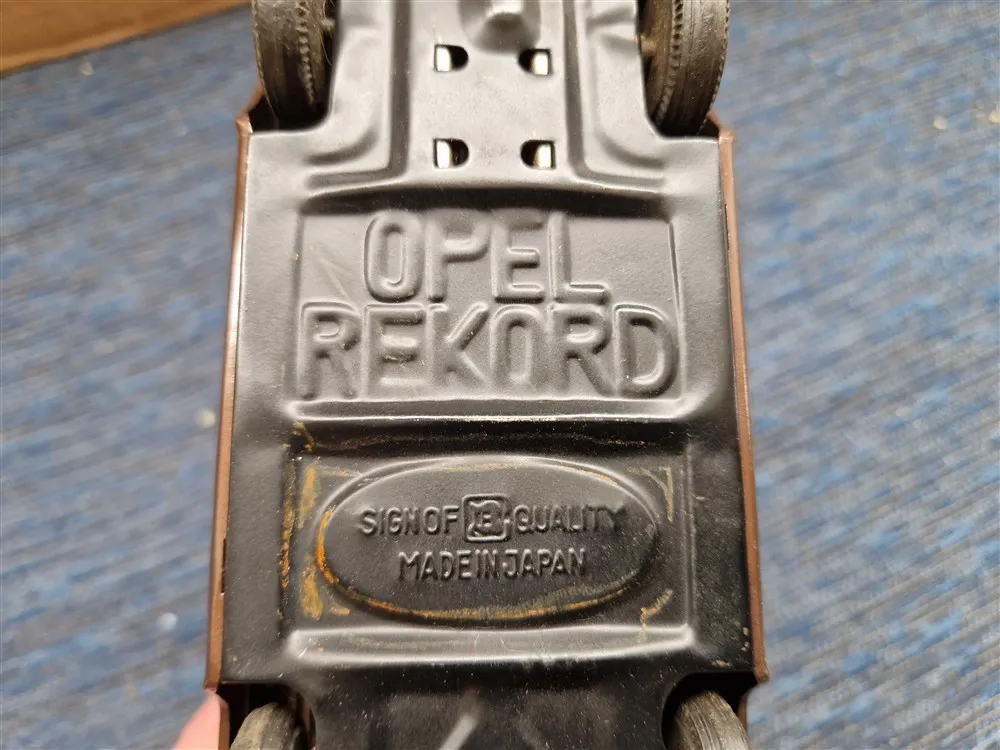 OPEL
REKORD
SIGN OF B QUALITY
MADE IN JAPAN